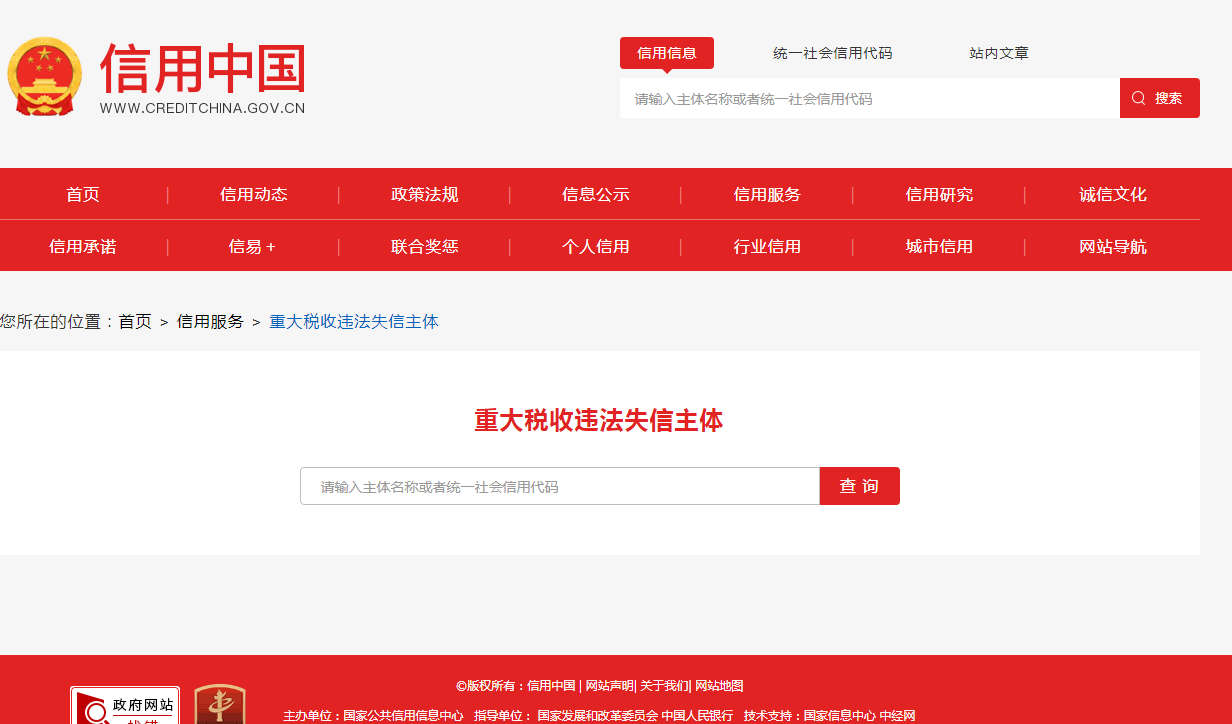 信用中国
WWW.CREDITCHINA.GOV.CN
信用信息 统一社会信用代码 站内文章
请输入主体名称或者统一社会信用代码 搜索
首页 | 信用动态 | 政策法规 | 信息公示 | 信用服务 | 信用研究 | 诚信文化
信用承诺 | 信易 + | 联合奖惩 | 个人信用 | 行业信用 | 城市信用 | 网站导航
您所在的位置：首页 > 信用服务 > 重大税收违法失信主体
重大税收违法失信主体
请输入主体名称或者统一社会信用代码 查 询
©版权所有：信用中国 | 网站声明| 关于我们| 网站地图
政府网站
主办单位：国家公共信用信息中心 指导单位： 国家发展和改革委员会 中国人民银行 技术支持：国家信息中心 中经网